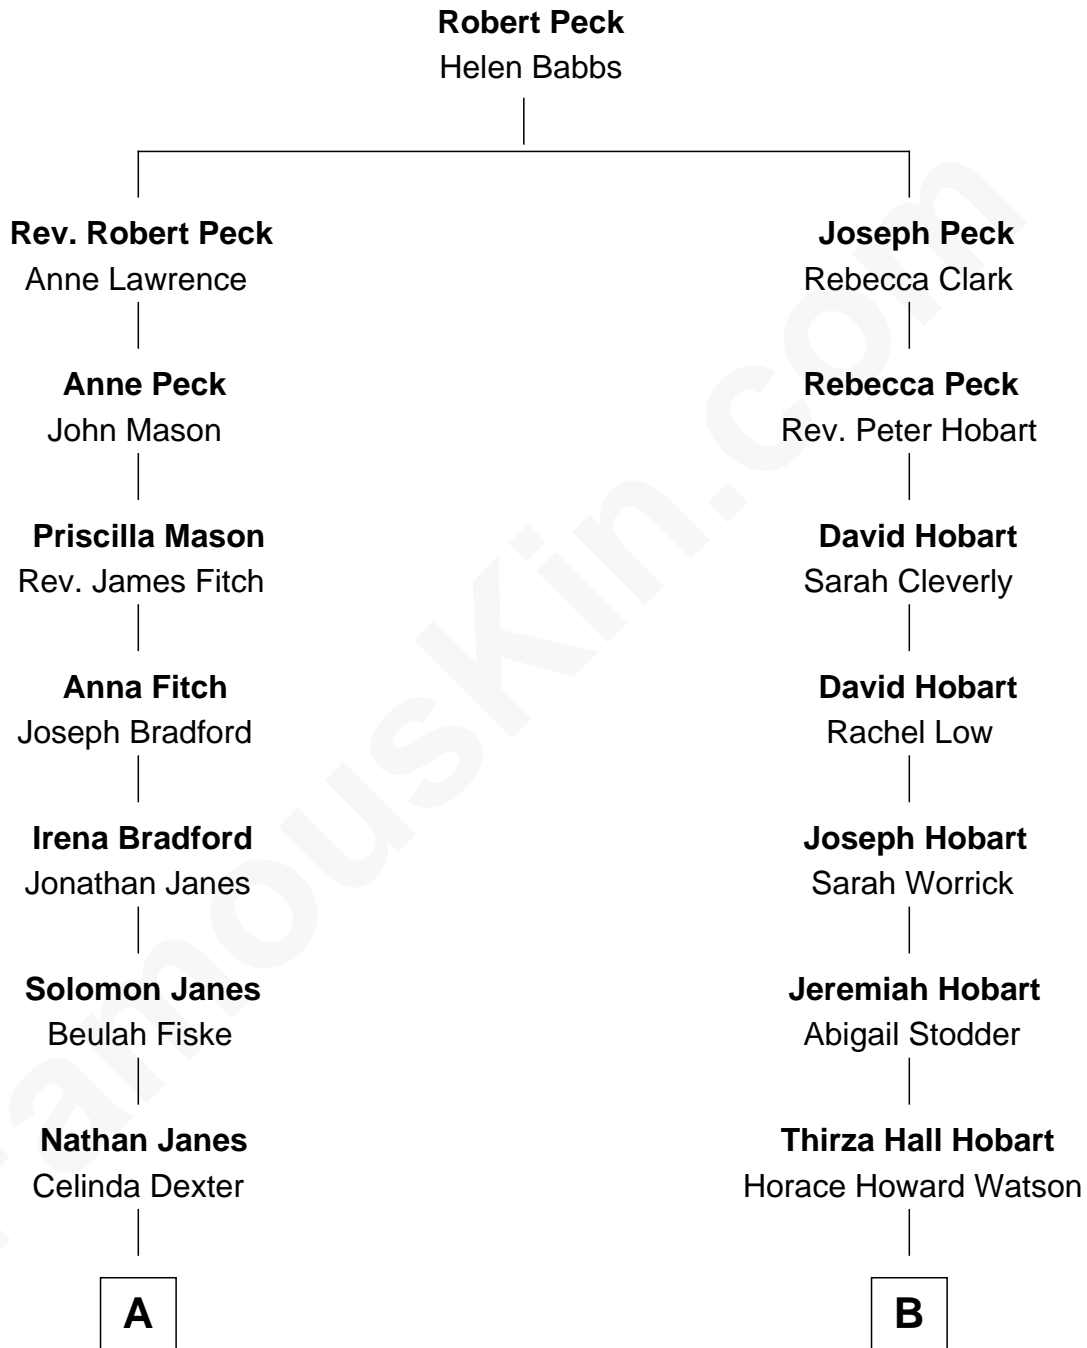 Robert Peck
Helen Babbs
Rev. Robert Peck
Anne Lawrence
Joseph Peck
Rebecca Clark
Anne Peck
John Mason
Rebecca Peck
Rev. Peter Hobart
Priscilla Mason
Rev. James Fitch
David Hobart
Sarah Cleverly
Anna Fitch
Joseph Bradford
David Hobart
Rachel Low
Irena Bradford
Jonathan Janes
Joseph Hobart
Sarah Worrick
Solomon Janes
Beulah Fiske
Jeremiah Hobart
Abigail Stodder
Nathan Janes
Celinda Dexter
Thirza Hall Hobart
Horace Howard Watson
A
B
FamousKin.com